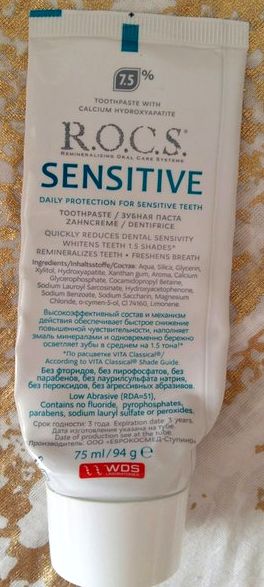 7.5 %
TOOTHPASTE WITH
CALCIUM HYDROXYAPATITE
R.O.C.S.
REMINERALIZING ORAL CARE SYSTEMS
SENSITIVE
DAILY PROTECTION FOR SENSITIVE TEETH
TOOTHPASTE / ЗУБНАЯ ПАСТА
ZAHNCREME / DENTIFRICE
QUICKLY REDUCES DENTAL SENSIVITY
WHITENS TEETH 1.5 SHADES*
REMINERALIZES TEETH • FRESHENS BREATH
Ingredients/Inhaltsstoffe/Состав: Aqua, Silica, Glycerin,
Xylitol, Hydroxyapatite, Xanthan gum, Aroma, Calcium
Glycerophosphate, Cocamidopropyl Betaine,
Sodium Lauroyl Sarcosinate, Hydroxyacetophenone,
Sodium Benzoate, Sodium Saccharin, Magnesium
Chloride, o-cymen-5-ol, CI 74160, Limonene.
Высокоэффективный состав и механизм
действия обеспечивает быстрое снижение
повышенной чувствительности, наполняет
эмаль минералами и одновременно бережно
осветляет зубы в среднем на 1.5 тона!*
*По расцветке VITA Classical®/
According to VITA Classical® Shade Guide.
Без фторидов, без пирофосфатов, без
парабенов, без лаурилсульфата натрия,
без пероксидов, без агрессивных абразивов.
Low Abrasive (RDA=51).
Contains no fluoride, pyrophosphates,
parabens, sodium lauryl sulfate or peroxides.
Срок годности: 3 года. Expiration date: 3 years.
Дата изготовления указана на тубе.
Date of production see at the tube.
Производитель: ООО «ЕВРОКОСМЕД-Ступино»
75 ml / 94 g ℮
WDS
LABORATORIES